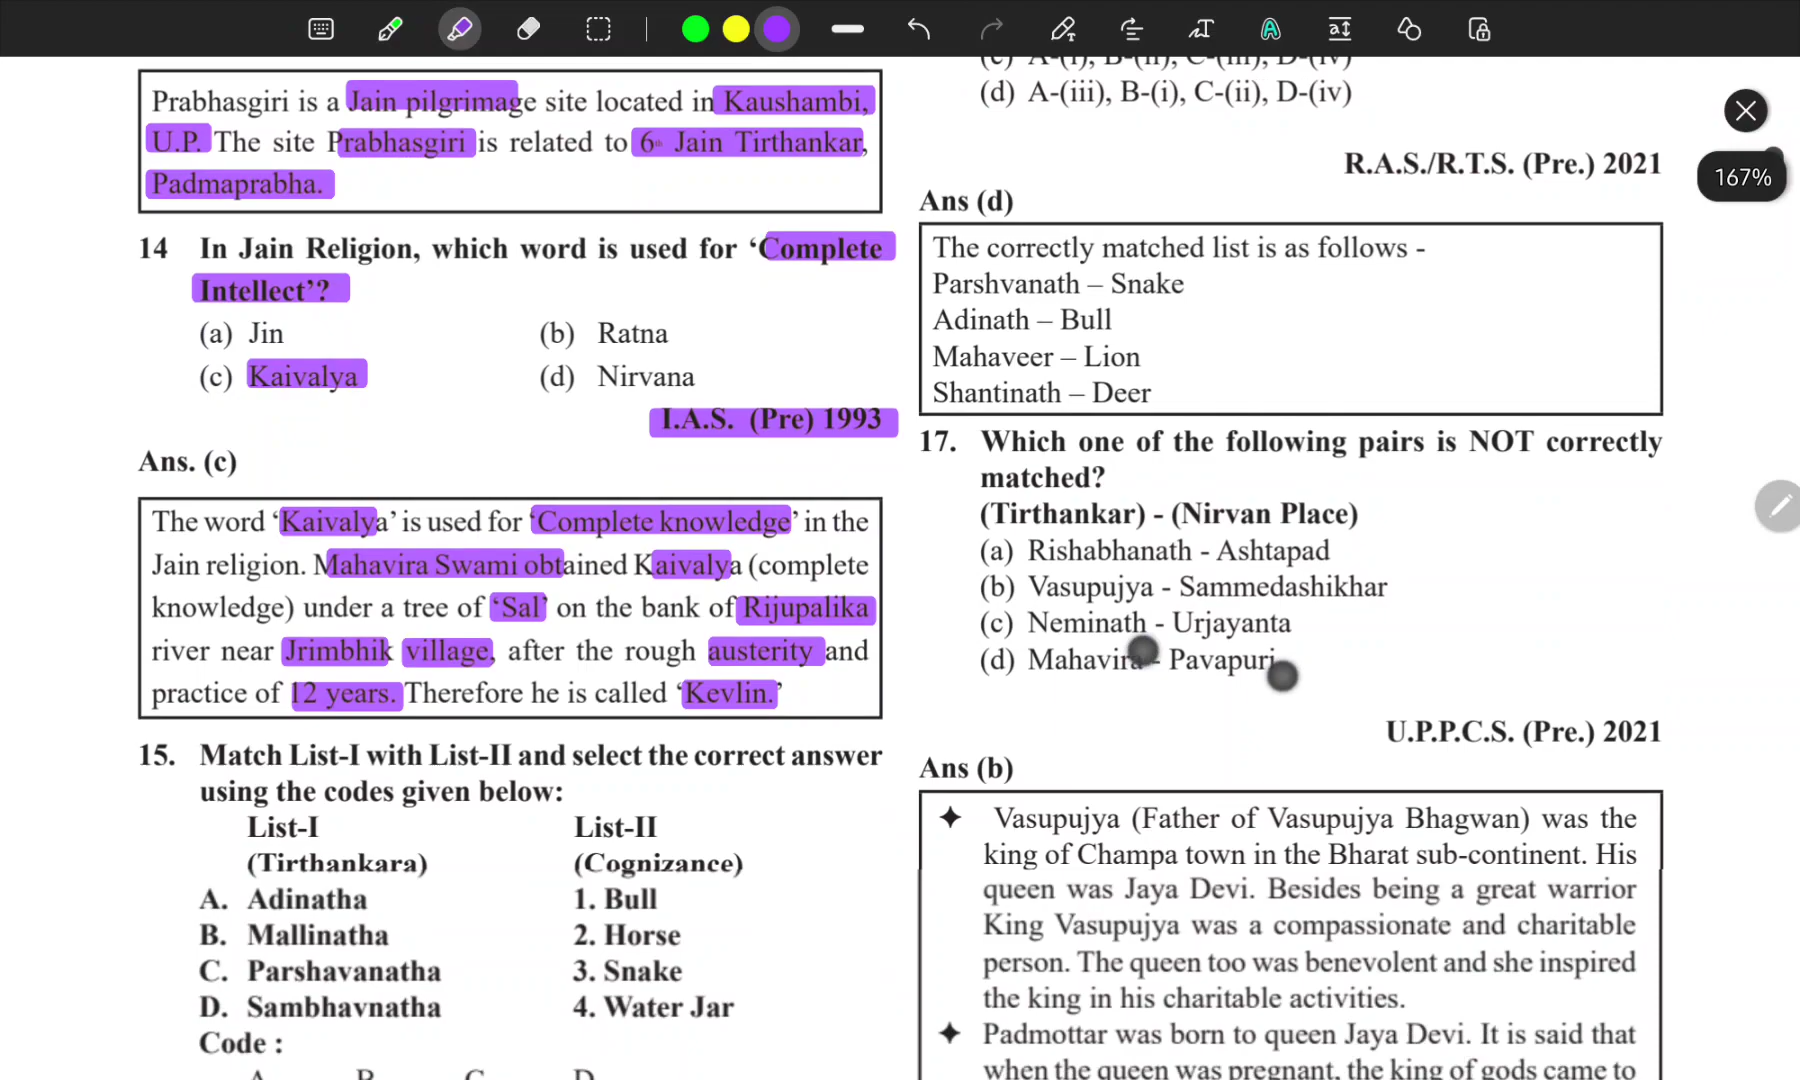 167%
Prabhasgiri is a Jain pilgrimage site located in Kaushambi,
U.P. The site Prabhasgiri is related to 6th Jain Tirthankar,
Padmaprabha.
14 In Jain Religion, which word is used for ‘Complete
Intellect’?
(a) Jin (b) Ratna
(c) Kaivalya (d) Nirvana
I.A.S. (Pre) 1993
Ans. (c)
The word ‘Kaivalya’ is used for ‘Complete knowledge’ in the
Jain religion. Mahavira Swami obtained Kaivalya (complete
knowledge) under a tree of ‘Sal’ on the bank of Rijupalika
river near Jrimbhik village, after the rough austerity and
practice of 12 years. Therefore he is called ‘Kevlin.’
15. Match List-I with List-II and select the correct answer
using the codes given below:
List-I List-II
(Tirthankara) (Cognizance)
A. Adinatha 1. Bull
B. Mallinatha 2. Horse
C. Parshavanatha 3. Snake
D. Sambhavnatha 4. Water Jar
Code :
A B C D
(c) A-(i), B-(ii), C-(iii), D-(iv)
(d) A-(iii), B-(i), C-(ii), D-(iv)
R.A.S./R.T.S. (Pre.) 2021
Ans (d)
The correctly matched list is as follows -
Parshvanath – Snake
Adinath – Bull
Mahaveer – Lion
Shantinath – Deer
17. Which one of the following pairs is NOT correctly
matched?
(Tirthankar) - (Nirvan Place)
(a) Rishabhanath - Ashtapad
(b) Vasupujya - Sammedashikhar
(c) Neminath - Urjayanta
(d) Mahavira - Pavapuri
U.P.P.C.S. (Pre.) 2021
Ans (b)
✦ Vasupujya (Father of Vasupujya Bhagwan) was the
king of Champa town in the Bharat sub-continent. His
queen was Jaya Devi. Besides being a great warrior
King Vasupujya was a compassionate and charitable
person. The queen too was benevolent and she inspired
the king in his charitable activities.
✦ Padmottar was born to queen Jaya Devi. It is said that
when the queen was pregnant, the king of gods came to